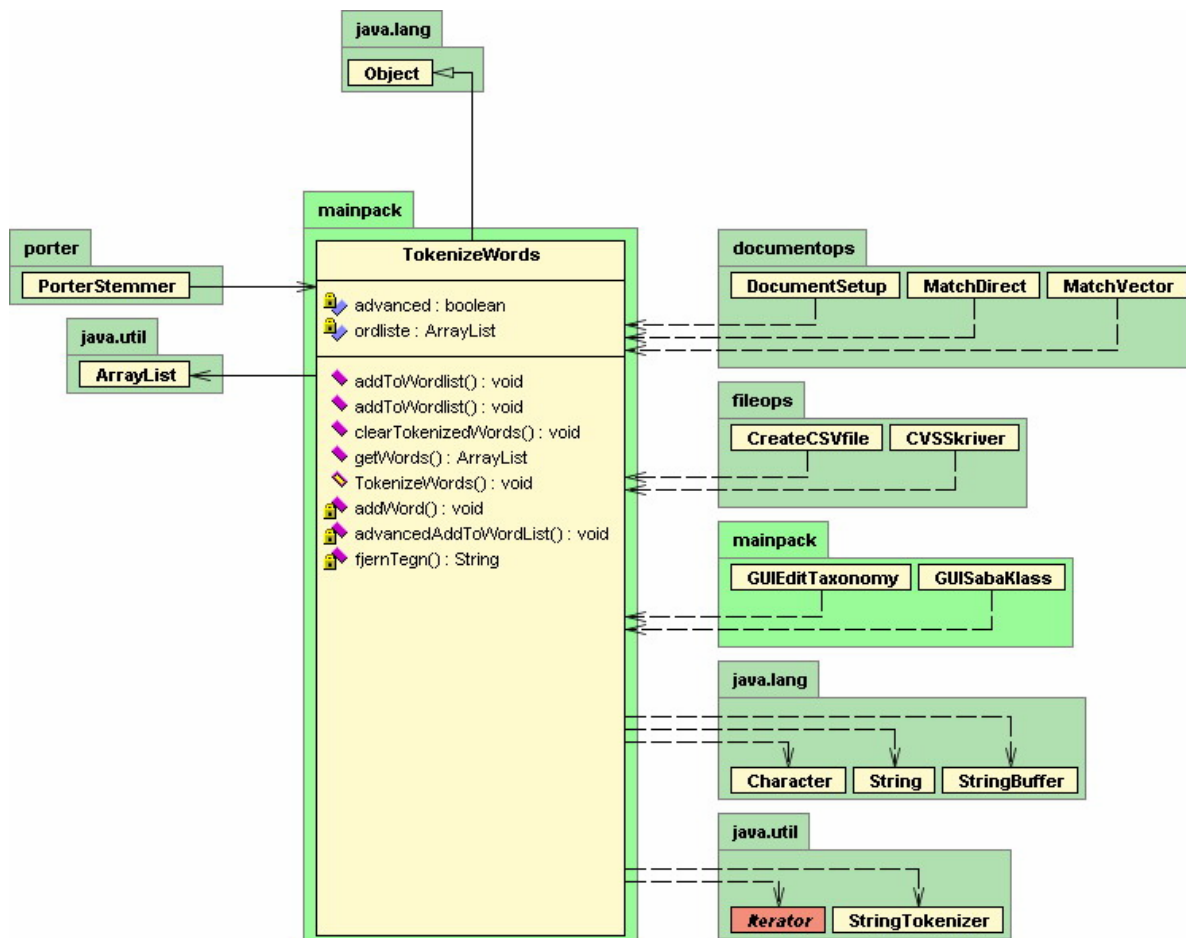 java.lang
Object
mainpack
TokenizeWords
advanced : boolean
ordliste : ArrayList
addToWordlist() : void
addToWordlist() : void
clearTokenizedWords() : void
getWords() : ArrayList
TokenizeWords() : void
addWord() : void
advancedAddToWordList() : void
fjernTegn() : String
porter
PorterStemmer
java.util
ArrayList
documentops
DocumentSetup MatchDirect MatchVector
fileops
CreateCSVfile CVSSkriver
mainpack
GUIEditTaxonomy GUISabaKlass
java.lang
Character String StringBuffer
java.util
Iterator StringTokenizer